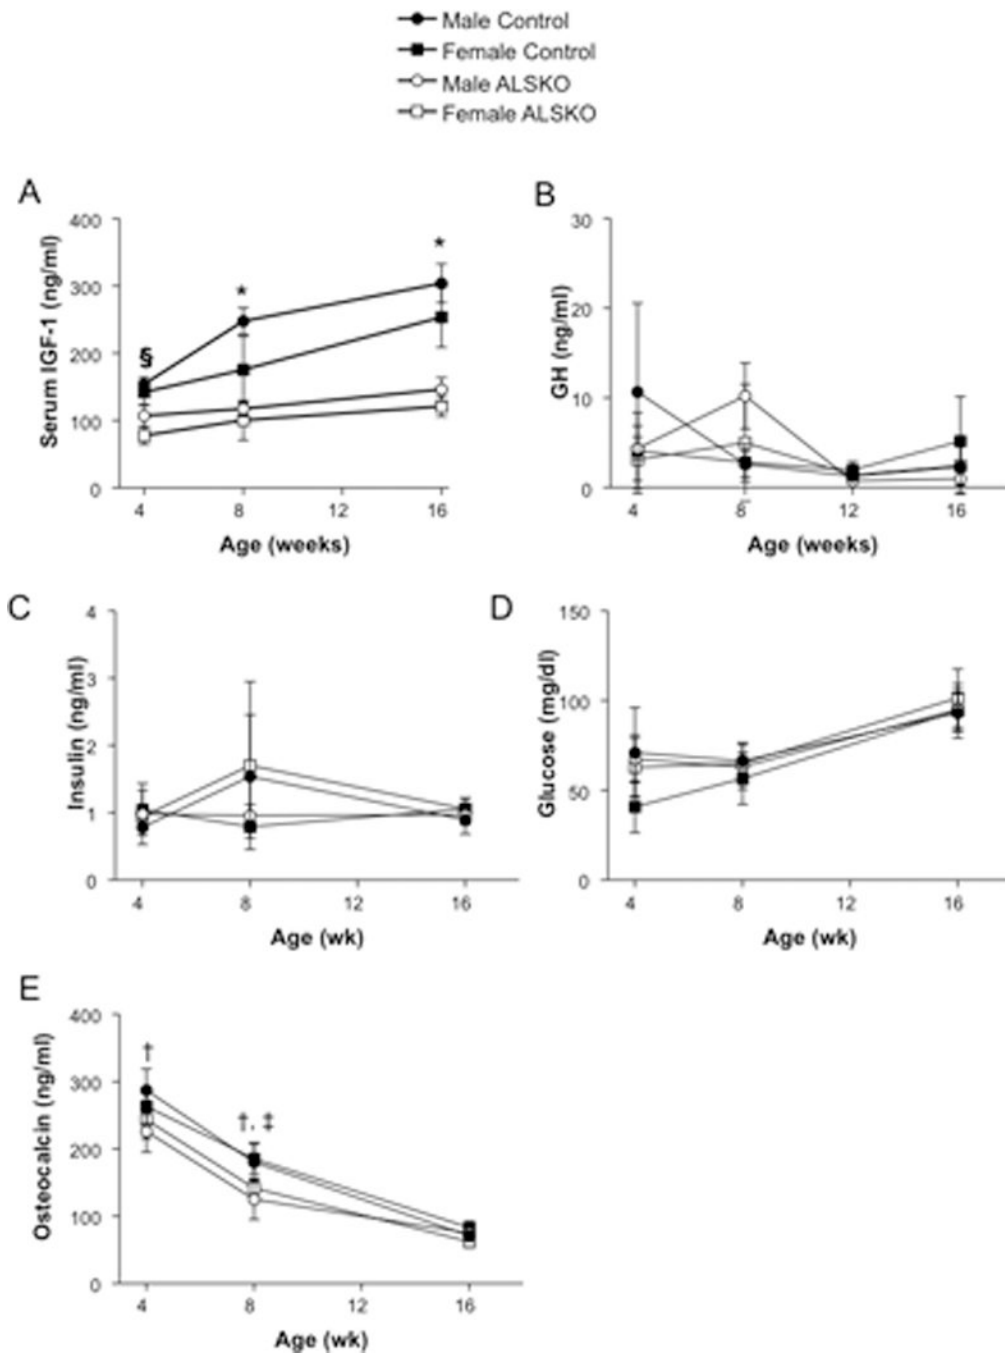 Male Control
Female Control
Male ALSKO
Female ALSKO
A
400
300
200
100
0
Serum IGF-1 (ng/ml)
§
*
*
4
8
12
16
Age (weeks)
B
30
20
10
0
GH (ng/ml)
4
8
12
16
Age (weeks)
C
4
3
2
1
0
Insulin (ng/ml)
4
8
12
16
Age (wk)
D
150
100
50
0
Glucose (mg/dl)
4
8
12
16
Age (wk)
E
400
300
200
100
0
Osteocalcin (ng/ml)
†
†, ‡
4
8
12
16
Age (wk)